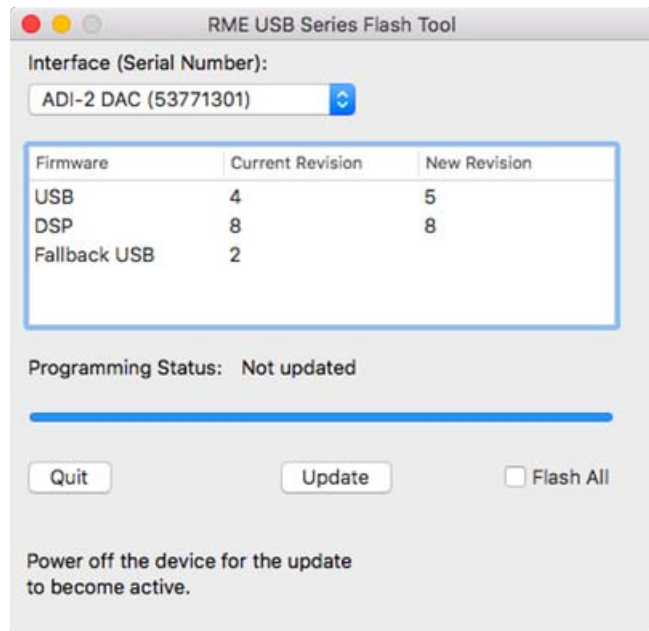 RME USB Series Flash Tool
Interface (Serial Number):
ADI-2 DAC (53771301)
Firmware Current Revision New Revision
USB 4 5
DSP 8 8
Fallback USB 2
Programming Status: Not updated
Quit Update Flash All
Power off the device for the update
to become active.